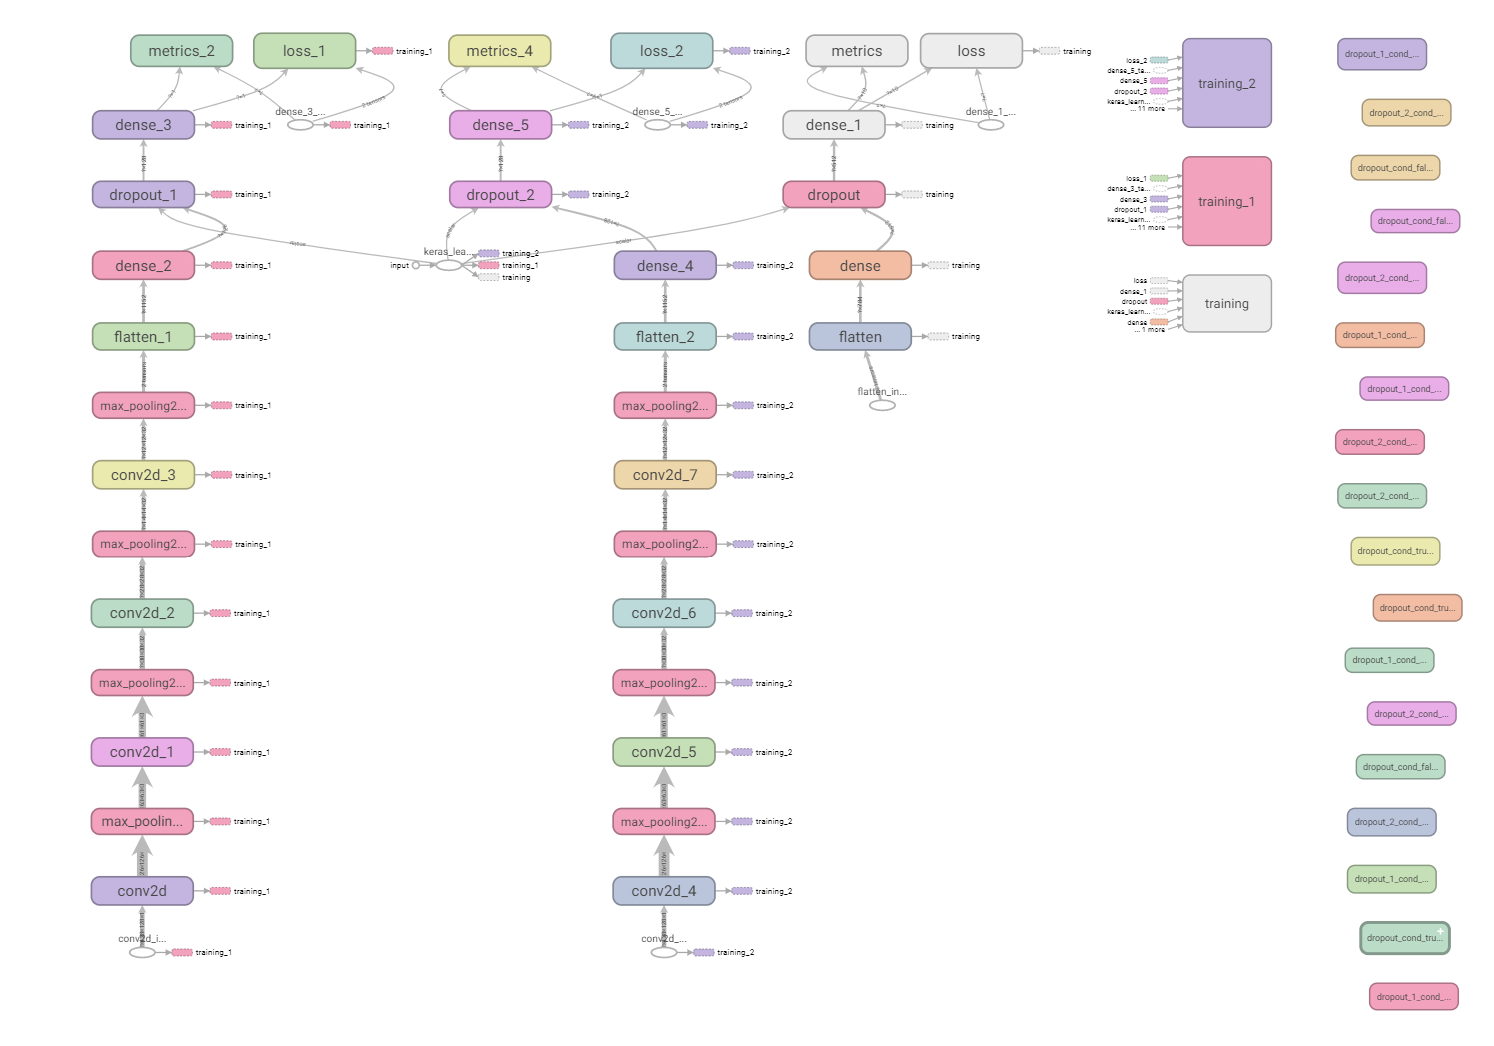 metrics_2
loss_1
training_1
metrics_4
loss_2
training_2
metrics
loss
training
dense_3
training_1
dense_3_...
training_1
2 tensors
dense_5
training_2
dense_5_...
training_2
2 tensors
dense_1
training
dense_1_...
dropout_1
training_1
dropout_2
training_2
dropout
training
dense_2
training_1
input
keras_lea...
training_2
training_1
training
scalar
dense_4
training_2
dense
training
flatten_1
training_1
flatten_2
training_2
flatten
training
flatten_in...
max_pooling2...
training_1
max_pooling2...
training_2
conv2d_3
training_1
conv2d_7
training_2
max_pooling2...
training_1
max_pooling2...
training_2
conv2d_2
training_1
conv2d_6
training_2
max_pooling2...
training_1
max_pooling2...
training_2
conv2d_1
training_1
conv2d_5
training_2
max_poolin...
training_1
max_pooling2...
training_2
conv2d
training_1
conv2d_4
training_2
conv2d_i...
training_1
conv2d_...
training_2
loss_2
dense_5_ta...
dense_5
dropout_2
keras_learn...
... 11 more
training_2
loss_1
dense_3_ta...
dense_3
dropout_1
keras_learn...
... 11 more
training_1
loss
dense_1
dropout
keras_learn...
dense
... 1 more
training
dropout_1_cond_...
dropout_2_cond_...
dropout_cond_fal...
dropout_cond_fal...
dropout_2_cond_...
dropout_1_cond_...
dropout_1_cond_...
dropout_2_cond_...
dropout_2_cond_...
dropout_cond_tru...
dropout_cond_tru...
dropout_1_cond_...
dropout_2_cond_...
dropout_cond_fal...
dropout_2_cond_...
dropout_1_cond_...
dropout_cond_tru...
dropout_1_cond_...